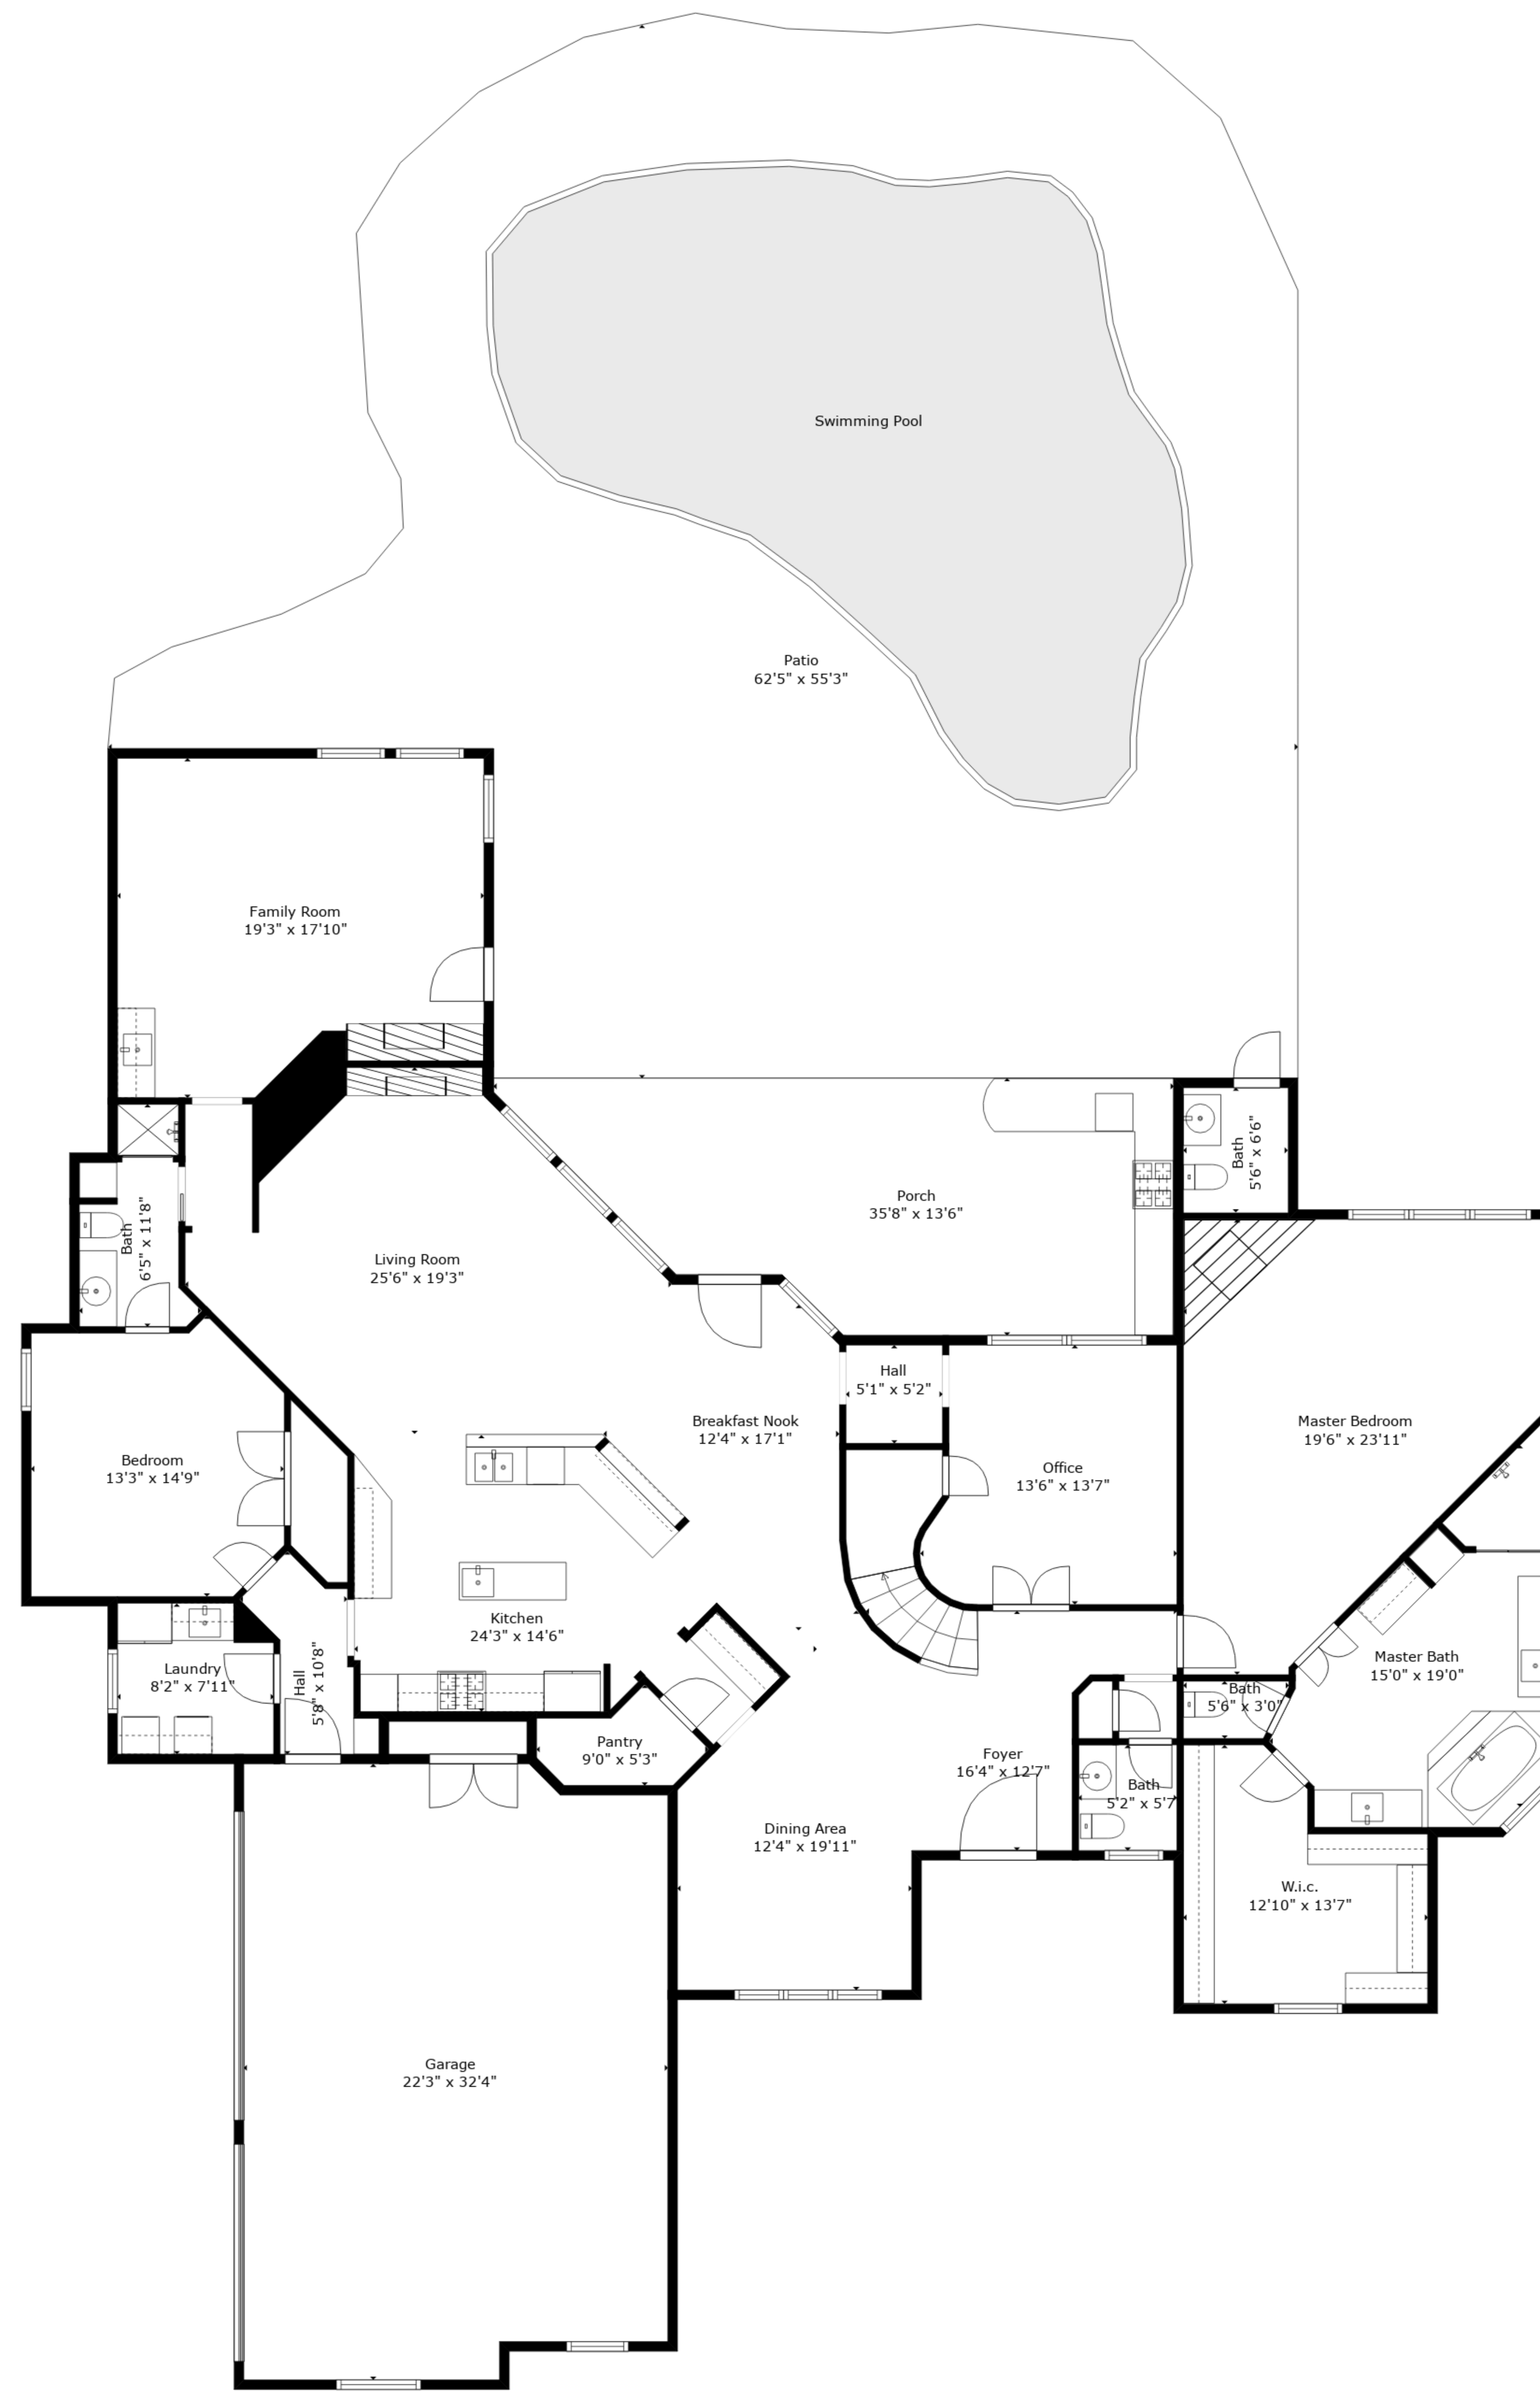 Swimming Pool
Patio
62'5" x 55'3"
Family Room
19'3" x 17'10"
Bath
5'6" x 6'6"
Porch
35'8" x 13'6"
Bath
6'5" x 11'8"
Living Room
25'6" x 19'3"
Hall
5'1" x 5'2"
Breakfast Nook
12'4" x 17'1"
Master Bedroom
19'6" x 23'11"
Bedroom
13'3" x 14'9"
Office
13'6" x 13'7"
Kitchen
24'3" x 14'6"
Master Bath
15'0" x 19'0"
Laundry
8'2" x 7'11"
Hall
5'8" x 10'8"
Bath
5'6" x 3'0"
Pantry
9'0" x 5'3"
Foyer
16'4" x 12'7"
Bath
5'2" x 5'7
Dining Area
12'4" x 19'11"
W.i.c.
12'10" x 13'7"
Garage
22'3" x 32'4"